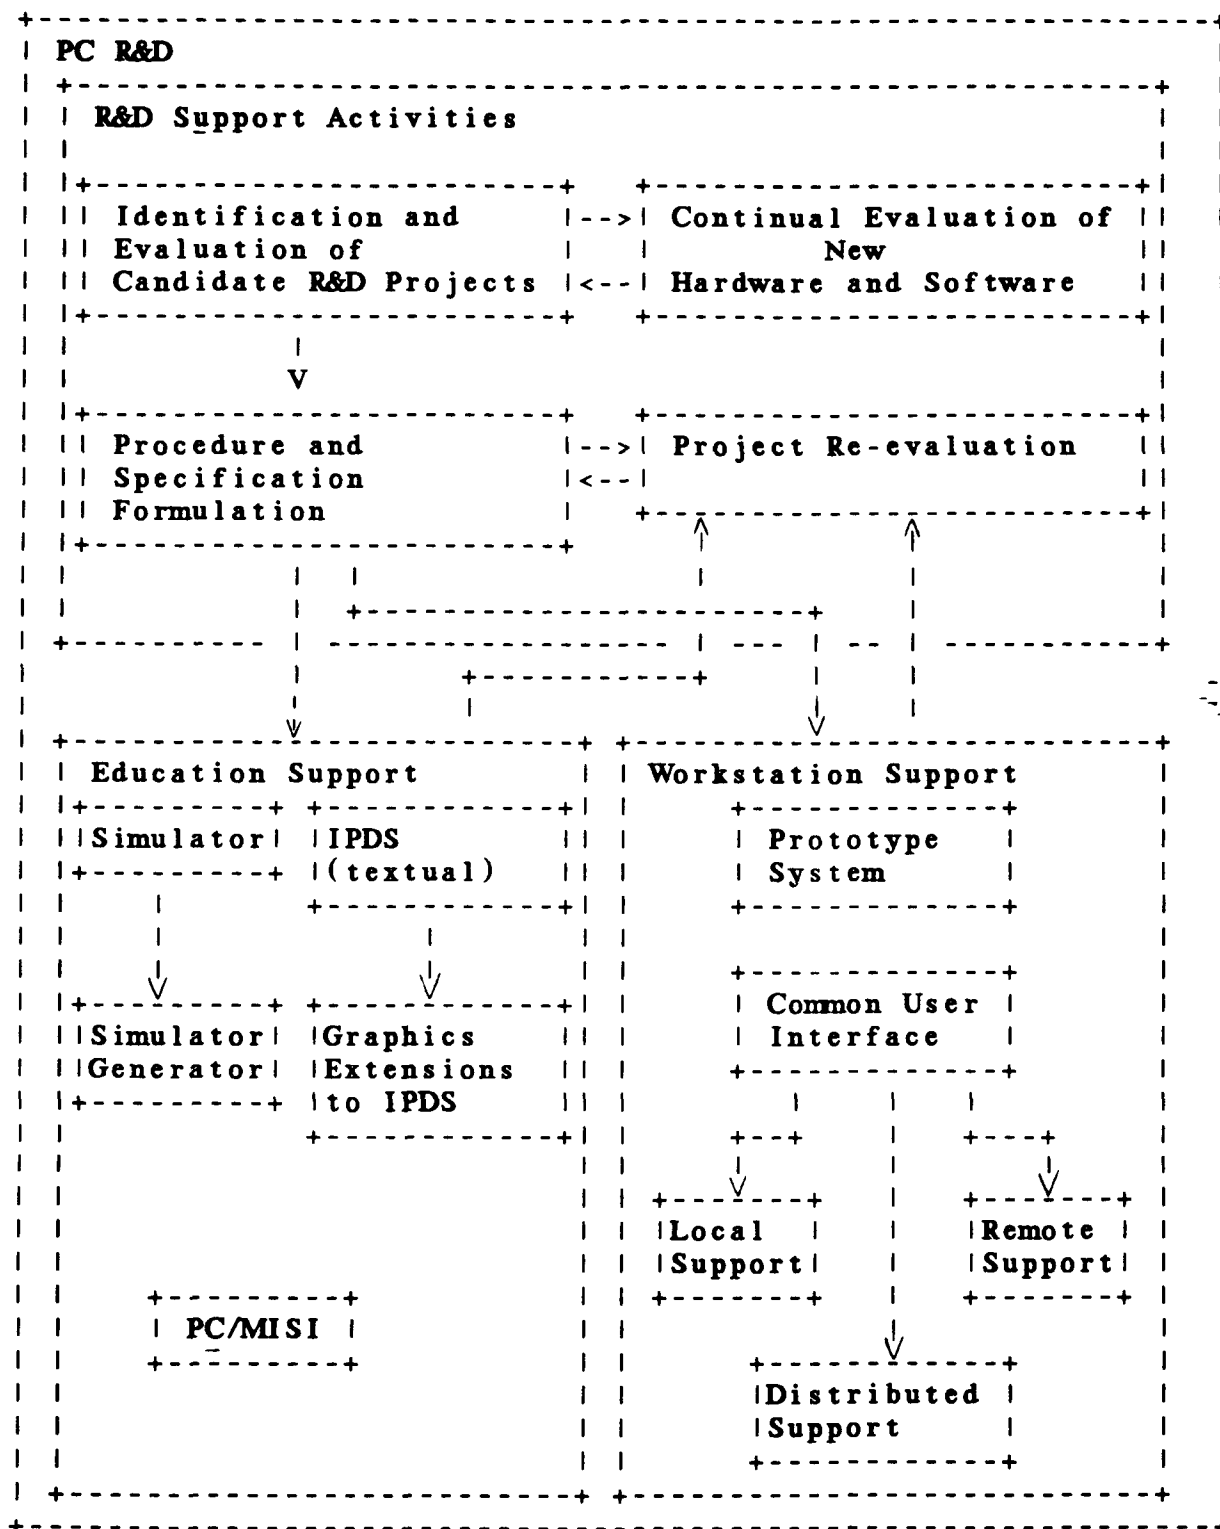 PC R&D
R&D Support Activities
Identification and
Evaluation of
Candidate R&D Projects
Continual Evaluation of
New
Hardware and Software
Procedure and
Specification
Formulation
Project Re-evaluation
Education Support
Simulator
IPDS
(textual)
Simulator
Generator
Graphics
Extensions
to IPDS
PC/MISI
Workstation Support
Prototype
System
Common User
Interface
Local
Support
Remote
Support
Distributed
Support